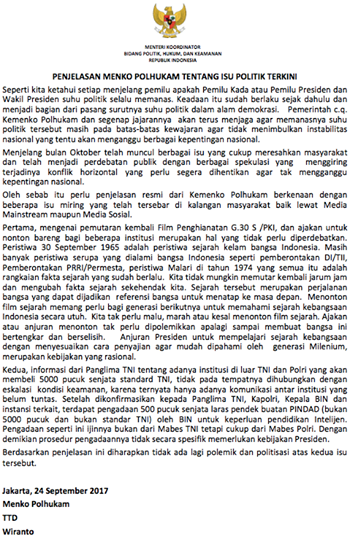 MENTERI KOORDINATOR
BIDANG POLITIK, HUKUM, DAN KEAMANAN
REPUBLIK INDONESIA
PENJELASAN MENKO POLHUKAM TENTANG ISU POLITIK TERKINI
Seperti kita ketahui setiap menjelang pemilu apakah Pemilu Kada atau Pemilu Presiden dan
Wakil Presiden suhu politik selalu memanas. Keadaan itu sudah berlaku sejak dahulu dan
menjadi bagian dari pasang surutnya suhu politik dalam alam demokrasi. Pemerintah c.q.
Kemenko Polhukam dan segenap jajarannya akan terus menjaga agar memanasnya suhu
politik tersebut masih pada batas-batas kewajaran agar tidak menimbulkan instabilitas
nasional yang tentu akan menganggu berbagai kepentingan nasional.
Menjelang bulan Oktober telah muncul berbagai isu yang cukup meresahkan masyarakat
dan telah menjadi perdebatan publik dengan berbagai spekulasi yang menggiring
terjadinya konflik horizontal yang perlu segera dihentikan agar tak menggangu
kepentingan nasional.
Oleh sebab itu perlu penjelasan resmi dari Kemenko Polhukam berkenaan dengan
beberapa isu miring yang telah tersebar di kalangan masyarakat baik lewat Media
Mainstream maupun Media Sosial.
Pertama, mengenai pemutaran kembali Film Penghianatan G.30 S /PKI, dan ajakan untuk
nonton bareng bagi beberapa institusi merupakan hal yang tidak perlu diperdebatkan.
Peristiwa 30 September 1965 adalah peristiwa sejarah kelam bangsa Indonesia. Masih
banyak peristiwa serupa yang dialami bangsa Indonesia seperti pemberontakan DI/TII,
Pemberontakan PRRI/Permesta, peristiwa Malari di tahun 1974 yang semua itu adalah
rangkaian fakta sejarah yang sudah berlalu. Kita tidak mungkin memutar kembali jarum jam
dan mengubah fakta sejarah sekehendak kita. Sejarah tersebut merupakan perjalanan
bangsa yang dapat dijadikan referensi bangsa untuk menatap ke masa depan. Menonton
film sejarah memang perlu bagi generasi berikutnya untuk memahami sejarah kebangsaan
Indonesia secara utuh. Kita tak perlu malu, marah atau kesal menonton film sejarah. Ajakan
atau anjuran menonton tak perlu dipolemikkan apalagi sampai membuat bangsa ini
bertengkar dan berselisih. Anjuran Presiden untuk mempelajari sejarah kebangsaan
dengan menyesuaikan cara penyajian agar mudah dipahami oleh generasi Milenium,
merupakan kebijakan yang rasional.
Kedua, informasi dari Panglima TNI tentang adanya institusi di luar TNI dan Polri yang akan
membeli 5000 pucuk senjata standard TNI, tidak pada tempatnya dihubungkan dengan
eskalasi kondisi keamanan, karena ternyata hanya adanya komunikasi antar institusi yang
belum tuntas. Setelah dikonfirmasikan kepada Panglima TNI, Kapolri, Kepala BIN dan
instansi terkait, terdapat pengadaan 500 pucuk senjata laras pendek buatan PINDAD (bukan
5000 pucuk dan bukan standar TNI) oleh BIN untuk keperluan pendidikan Intelijen.
Pengadaan seperti ini ijinnya bukan dari Mabes TNI tetapi cukup dari Mabes Polri. Dengan
demikian prosedur pengadaannya tidak secara spesifik memerlukan kebijakan Presiden.
Berdasarkan penjelasan ini diharapkan tidak ada lagi polemik dan politisasi atas kedua isu
tersebut.
Jakarta, 24 September 2017
Menko Polhukam
TTD
Wiranto